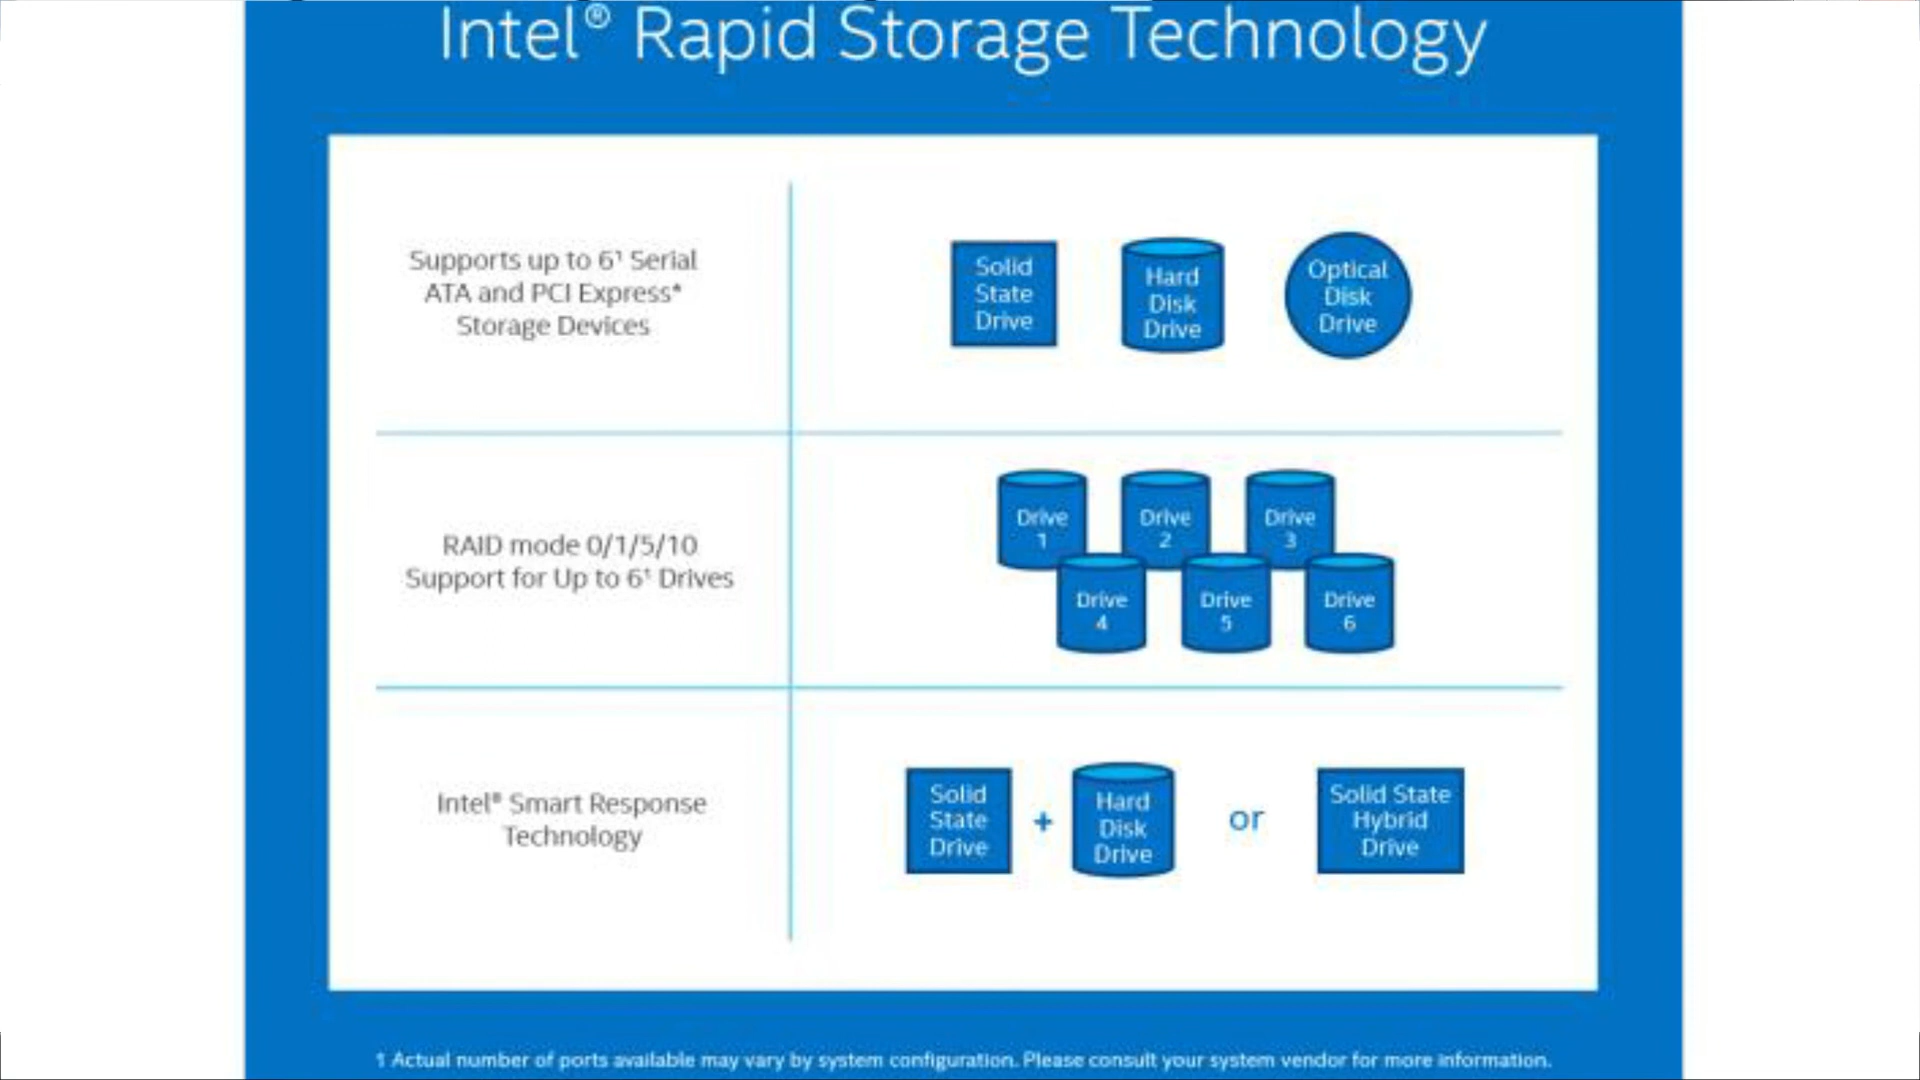 Intel® Rapid Storage Technology
Supports up to 6¹ Serial
ATA and PCI Express*
Storage Devices
Solid
State
Drive
Hard
Disk
Drive
Optical
Disk
Drive
RAID mode 0/1/5/10
Support for Up to 6¹ Drives
Drive
1
Drive
2
Drive
3
Drive
4
Drive
5
Drive
6
Intel® Smart Response
Technology
Solid
State
Drive
+
Hard
Disk
Drive
or
Solid State
Hybrid
Drive
1 Actual number of ports available may vary by system configuration. Please consult your system vendor for more information.